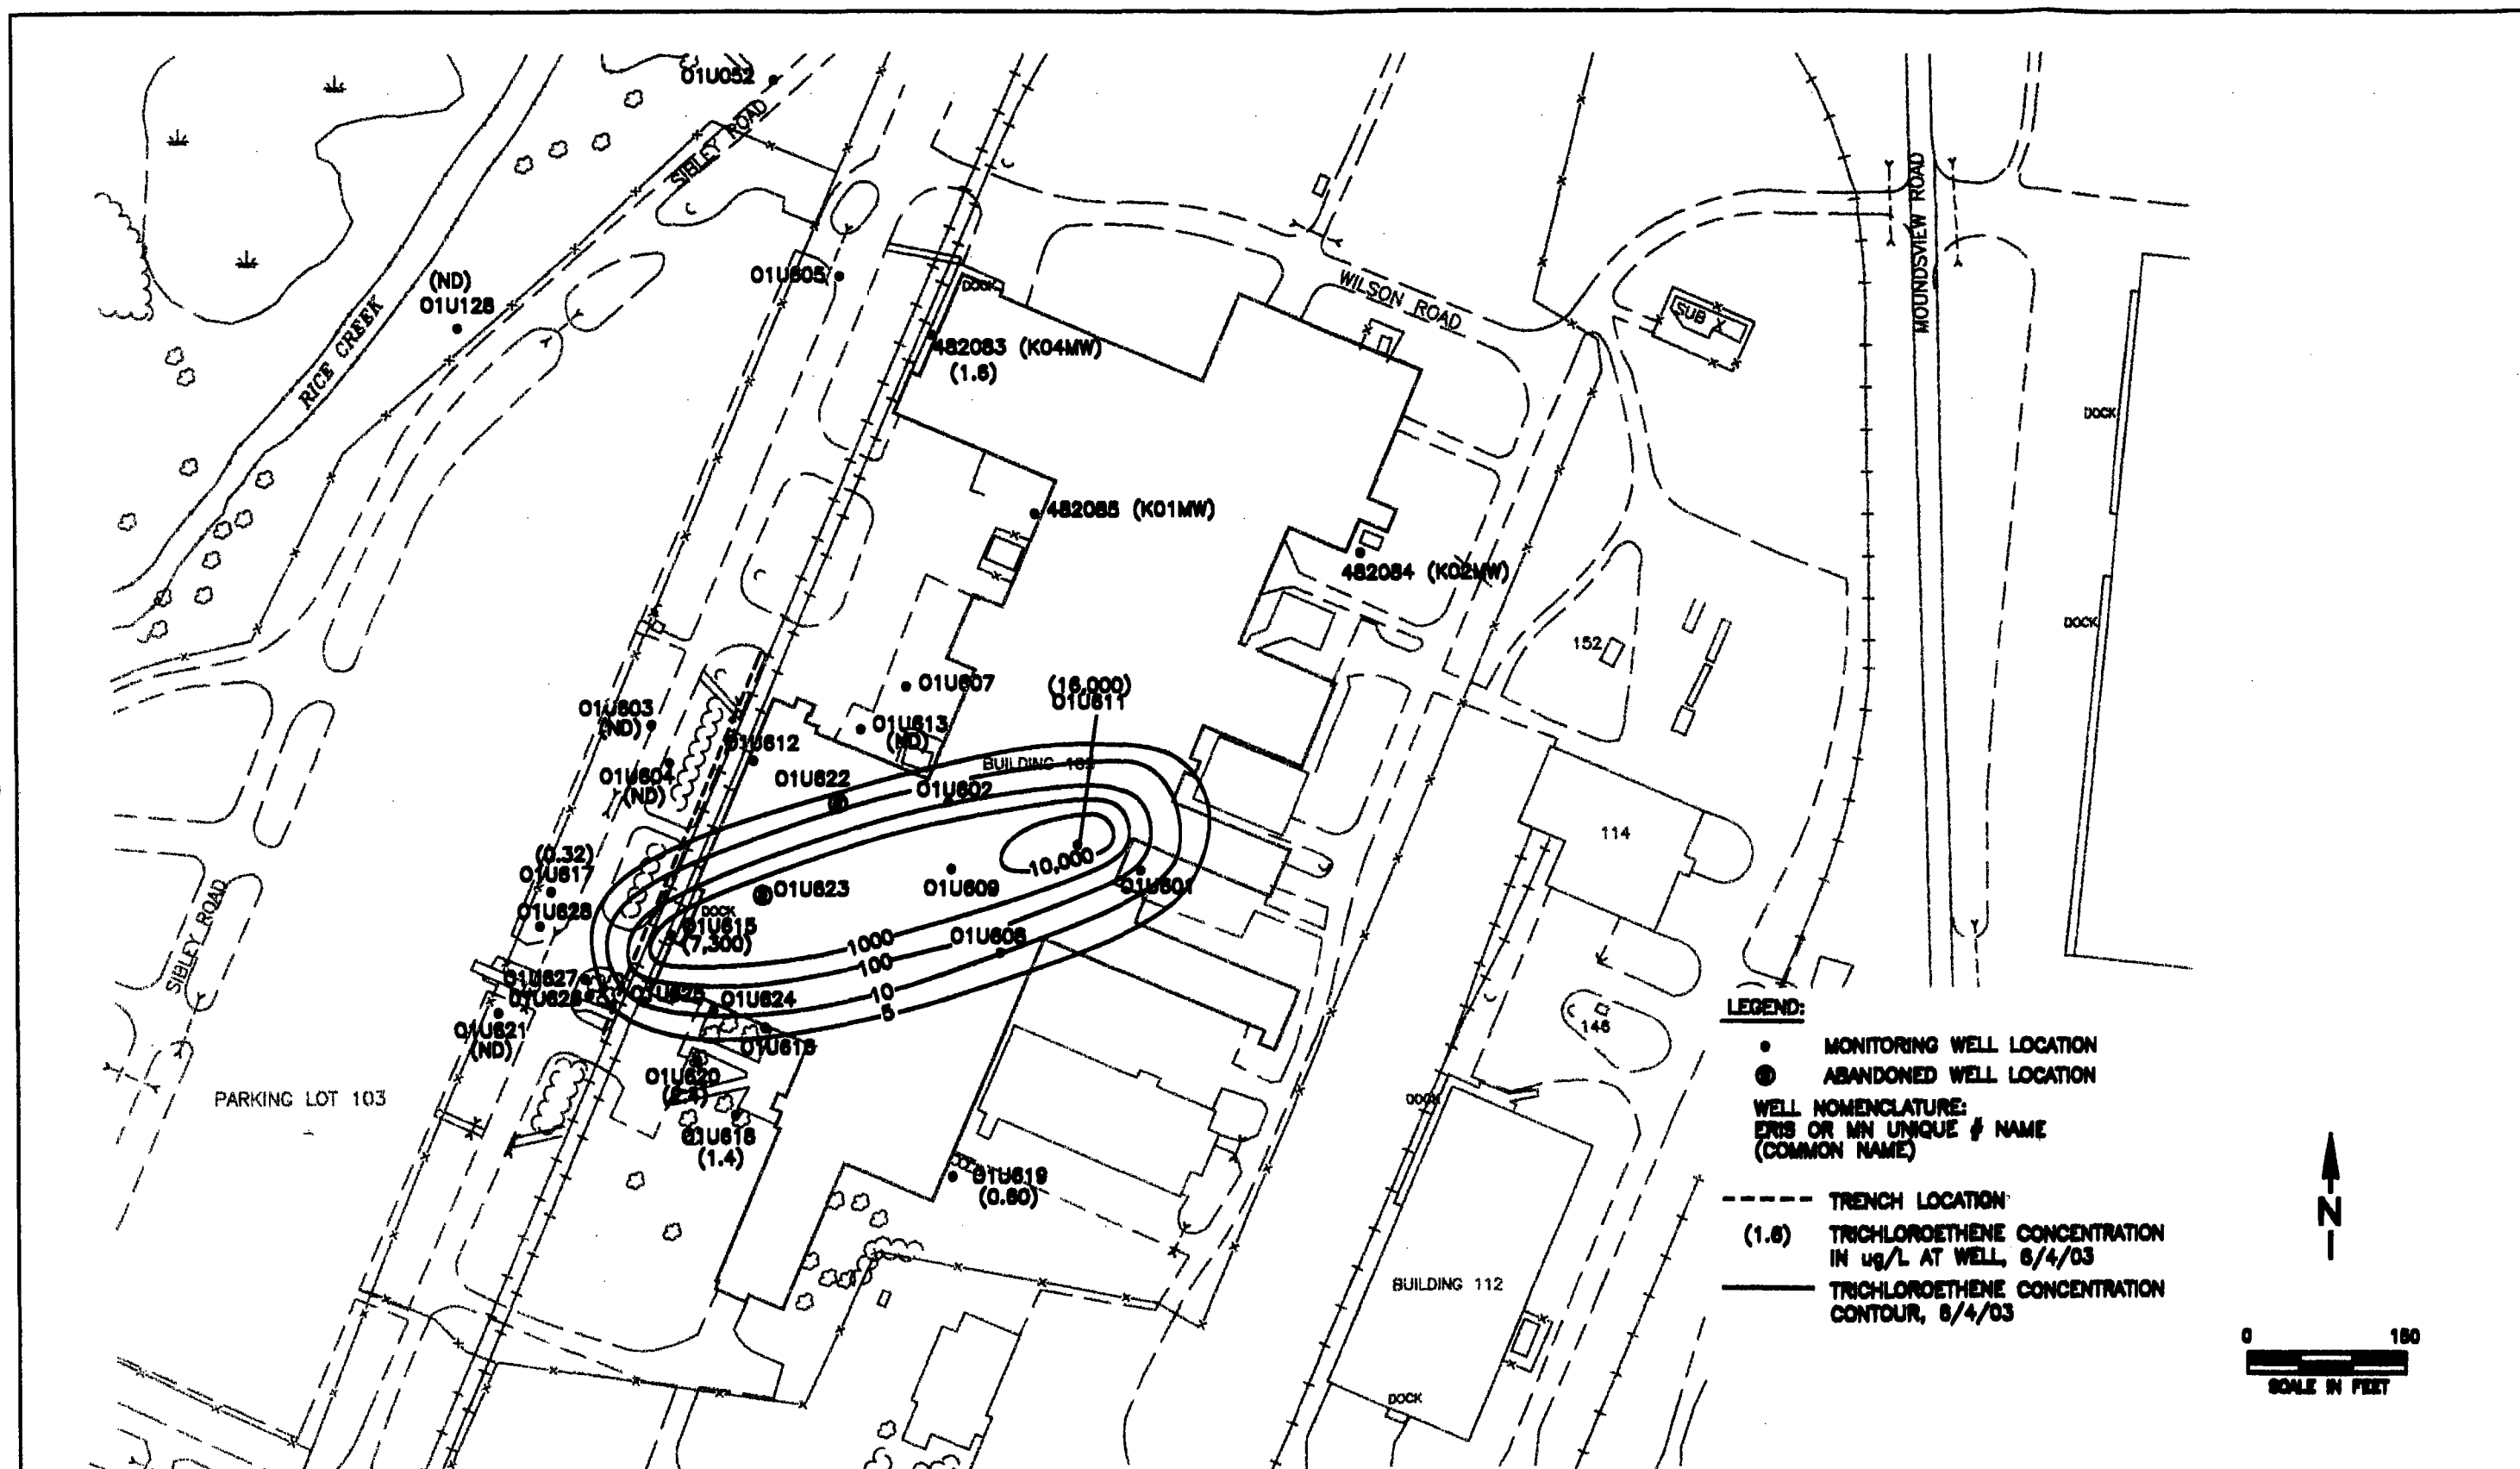 01U052
SIBLEY ROAD
MOUNDSVIEW ROAD
01U605
DOCK
WILSON ROAD
(ND)
01U128
SUB
RICE CREEK
482083 (K04MW)
(1.6)
DOCK
482085 (K01MW)
482084 (K02MW)
DOCK
152
01U607
(16,000)
01U611
01U603
(ND)
01U613
(ND)
01U612
BUILDING
01U604
(ND)
01U622
01U602
114
(0.32)
01U617
10,000
01U609
01U601
01U623
SIBLEY ROAD
01U628
DOCK
01U615
(7,300)
1000
01U608
100
01U627
01U626
01U625
01U624
10
5
01U621
(ND)
01U616
146
01U620
PARKING LOT 103
DOCK
01U618
(1.4)
01U619
(0.60)
BUILDING 112
DOCK
LEGEND:
MONITORING WELL LOCATION
ABANDONED WELL LOCATION
WELL NOMENCLATURE:
ERIS OR MN UNIQUE # NAME
(COMMON NAME)
TRENCH LOCATION
(1.6) TRICHLOROETHENE CONCENTRATION
IN ug/L AT WELL, 6/4/03
TRICHLOROETHENE CONCENTRATION
CONTOUR, 6/4/03
N
0 150
SCALE IN FEET